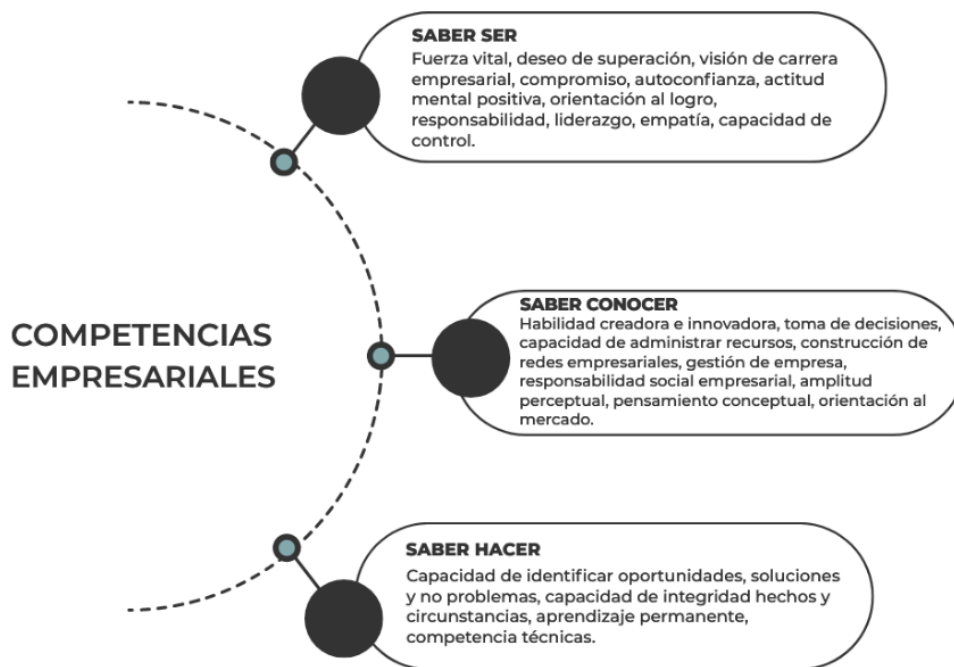 SABER SER
Fuerza vital, deseo de superación, visión de carrera
empresarial, compromiso, autoconfianza, actitud
mental positiva, orientación al logro,
responsabilidad, liderazgo, empatía, capacidad de
control.
COMPETENCIAS
EMPRESARIALES
SABER CONOCER
Habilidad creadora e innovadora, toma de decisiones,
capacidad de administrar recursos, construcción de
redes empresariales, gestión de empresa,
responsabilidad social empresarial, amplitud
perceptual, pensamiento conceptual, orientación al
mercado.
SABER HACER
Capacidad de identificar oportunidades, soluciones
y no problemas, capacidad de integridad hechos y
circunstancias, aprendizaje permanente,
competencia técnicas.